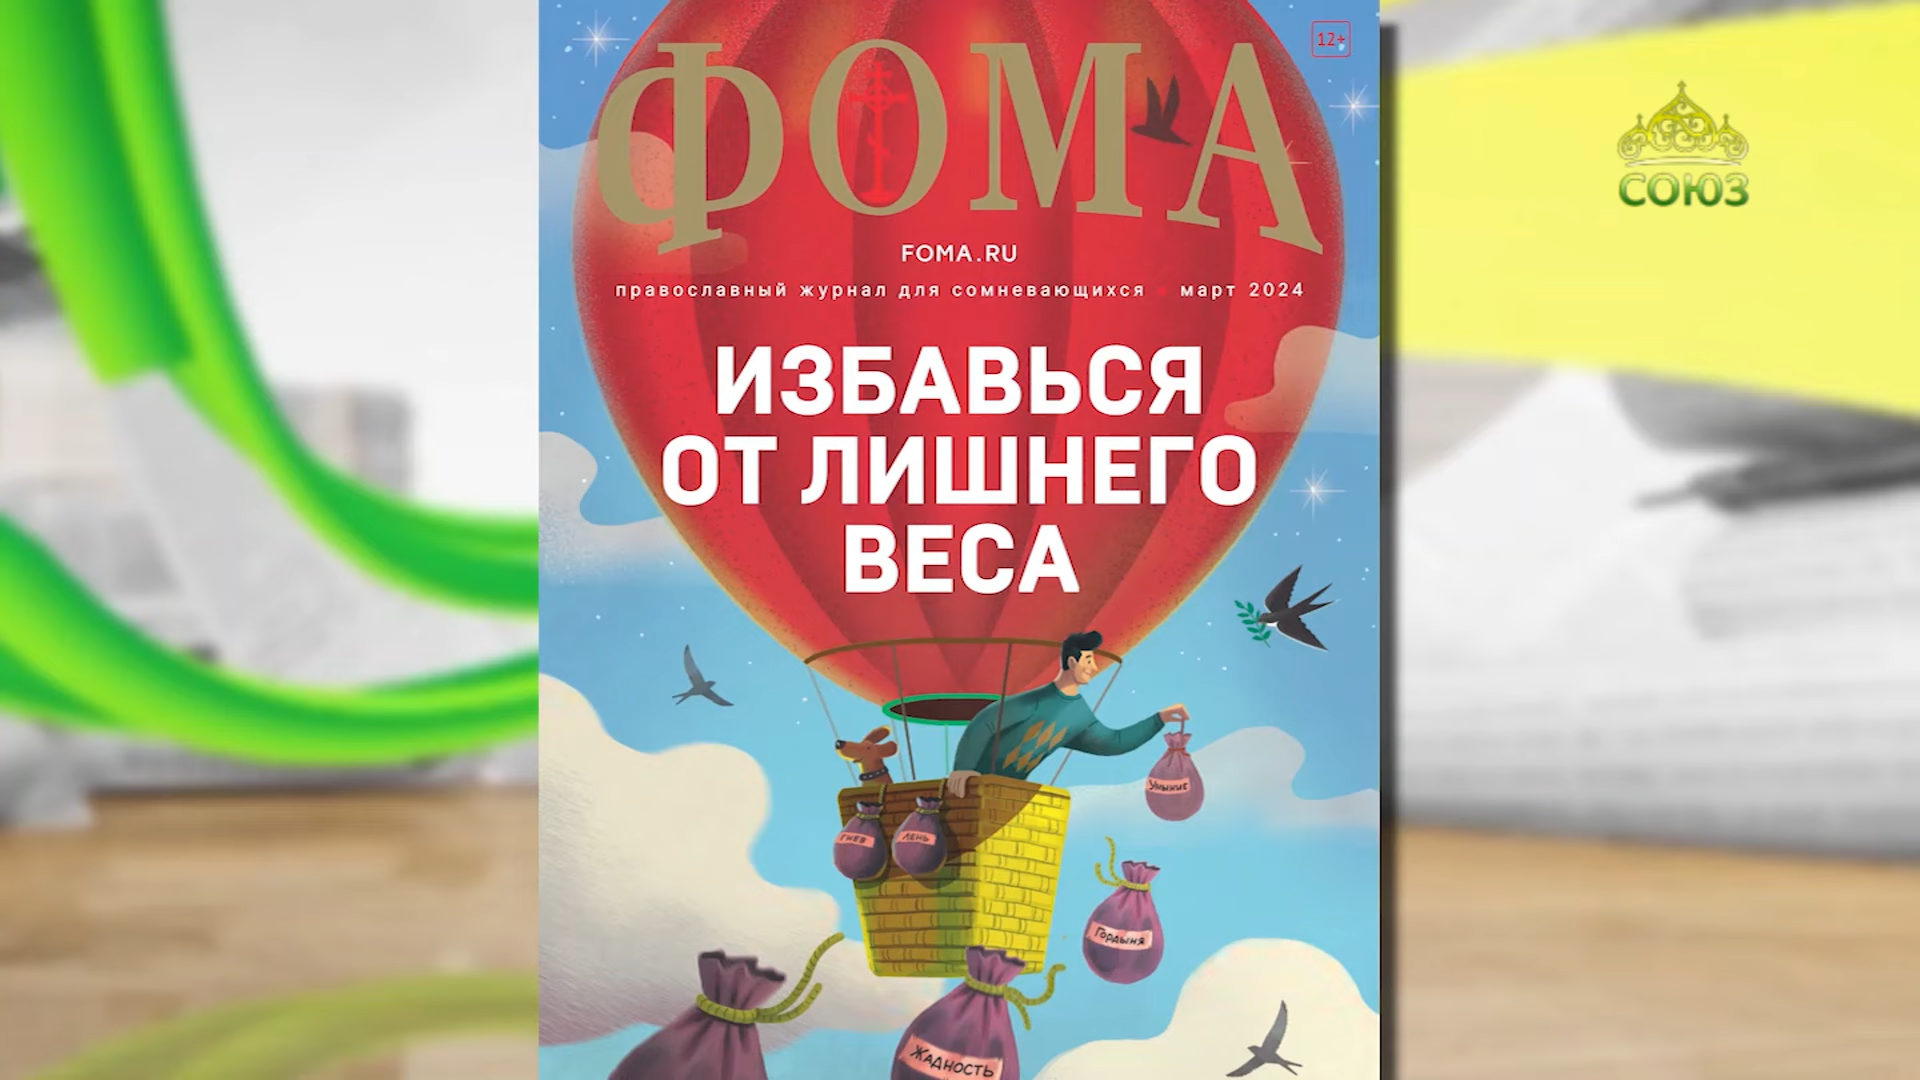 12+
ФОМА
СОЮЗ
FOMA.RU
православный журнал для сомневающихся • март 2024
ИЗБАВЬСЯ
ОТ ЛИШНЕГО
ВЕСА
Уныние
ГНЕВ
ЛЕНЬ
Гордыня
ЖАДНОСТЬ